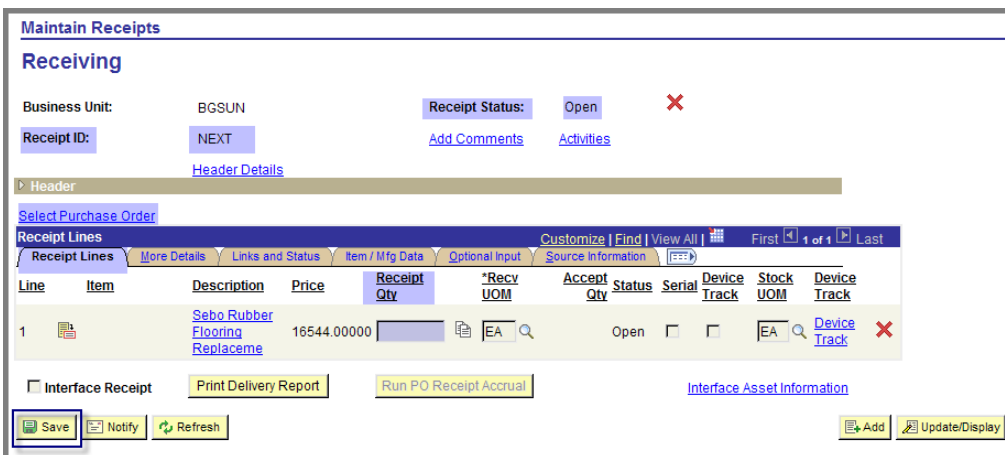 Maintain Receipts
Receiving
Business Unit: BGSUN Receipt Status: Open
Receipt ID: NEXT Add Comments Activities
Header Details
Header
Select Purchase Order
Receipt Lines Customize | Find | View All | First 1 of 1 Last
Receipt Lines More Details Links and Status Item / Mfg Data Optional Input Source Information
Line Item Description Price Receipt Qty *Recv UOM Accept Qty Status Serial Device Track Stock UOM Device Track
1 Sebo Rubber Flooring Replaceme 16544.00000 EA Open EA Device Track
Interface Receipt Print Delivery Report Run PO Receipt Accrual Interface Asset Information
Save Notify Refresh Add Update/Display